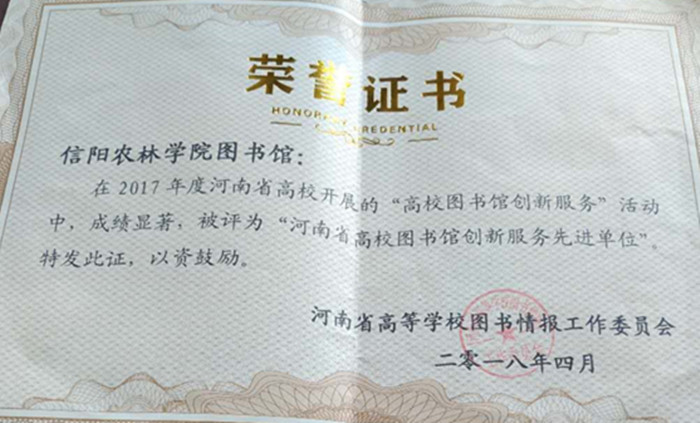 荣誉证书
HONORARY CREDENTIAL
信阳农林学院图书馆：
在 2017 年度河南省高校开展的“高校图书馆创新服务”活动
中，成绩显著，被评为“河南省高校图书馆创新服务先进单位”。
特发此证，以资鼓励。
河南省高等学校图书情报工作委员会
二零一八年四月